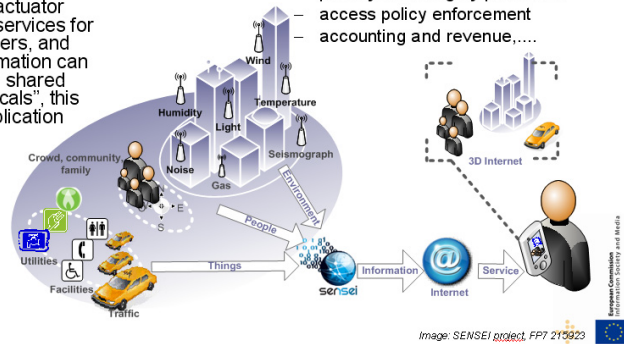 actuator
services for
ers, and
mation can
shared
cals”, this
plication
– access policy enforcement
– accounting and revenue,....
Wind
Humidity
Temperature
Light
Seismograph
Noise
Gas
Crowd, community,
family
E
S
Environment
People
Things
Utilities
Facilities
Traffic
sensei
Information
@
Internet
Service
3D Internet
European Commission
Information Society and Media
Image: SENSEI project, FP7 215923